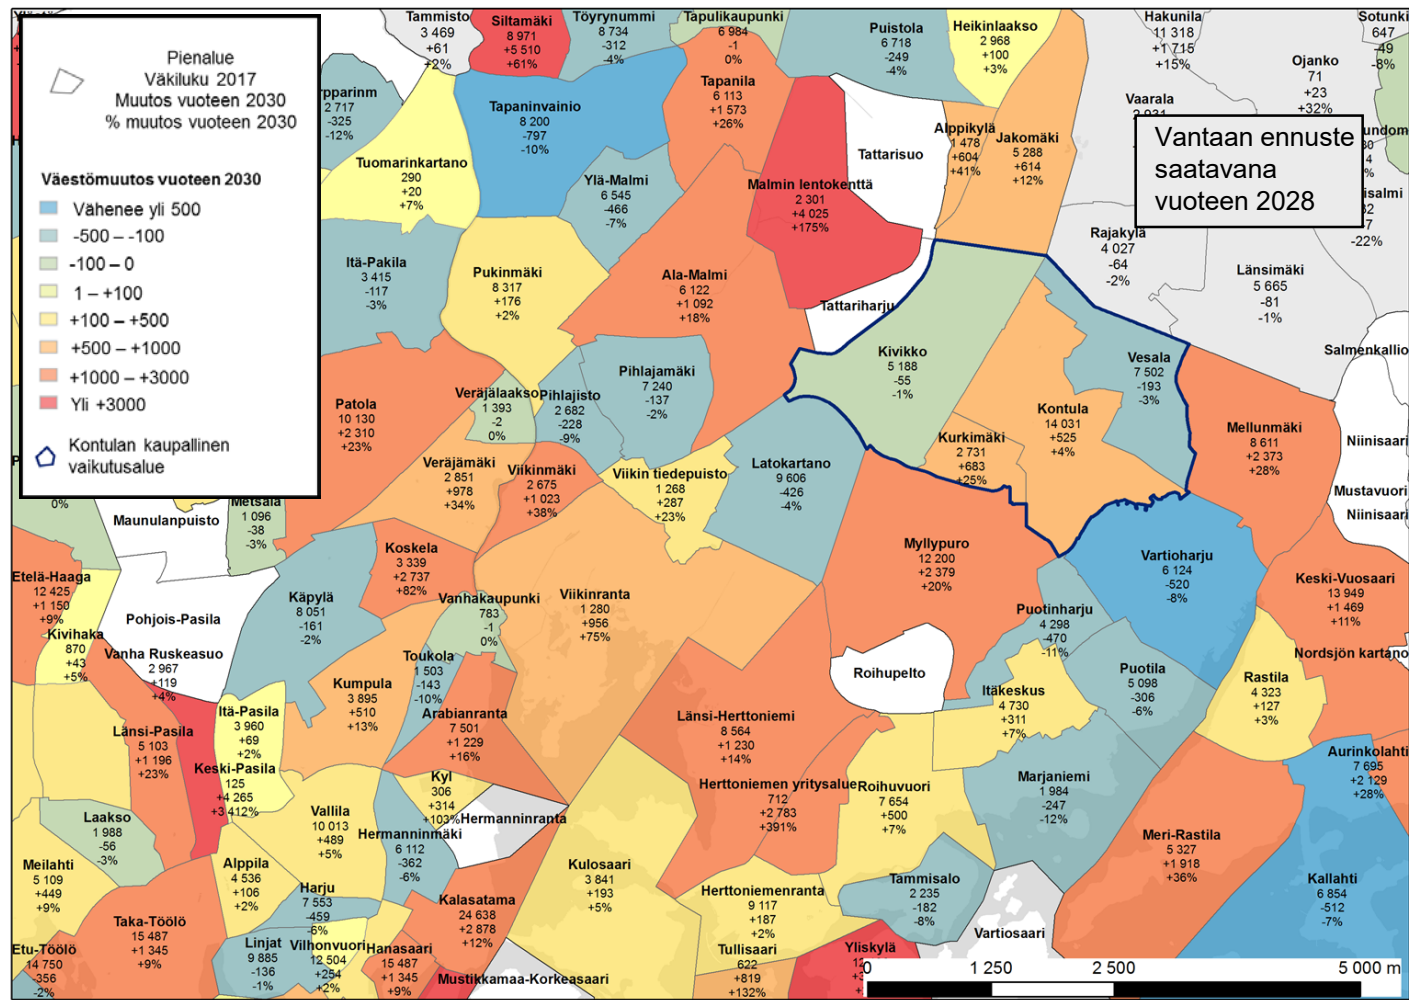 Pienalue
Väkiluku 2017
Muutos vuoteen 2030
% muutos vuoteen 2030
Väestömuutos vuoteen 2030
Vähenee yli 500
-500 – -100
-100 – 0
1 – +100
+100 – +500
+500 – +1000
+1000 – +3000
Yli +3000
Kontulan kaupallinen
vaikutusalue
Vantaan ennuste
saatavana
vuoteen 2028
Tammisto
3 469
+61
+2%
Siltamäki
8 971
+5 510
+61%
Töyrynummi
8 734
-312
-4%
Tapulikaupunki
6 984
-1
0%
Puistola
6 718
-249
-4%
Heikinlaakso
2 968
+100
+3%
Hakunila
11 318
+1 715
+15%
Sotunki
647
-49
-8%
Ojanko
71
+23
+32%
Vaarala
2 717
-325
-12%
Tapaninvainio
8 200
-797
-10%
Tapanila
6 113
+1 573
+26%
Tattarisuo
Alppikylä
1 478
+604
+41%
Jakomäki
5 288
+614
+12%
Tuomarinkartano
290
+20
+7%
Ylä-Malmi
6 545
-466
-7%
Malmin lentokenttä
2 301
+4 025
+175%
-22%
Rajakylä
4 027
-64
-2%
Länsimäki
5 665
-81
-1%
Itä-Pakila
3 415
-117
-3%
Pukinmäki
8 317
+176
+2%
Ala-Malmi
6 122
+1 092
+18%
Tattariharju
Salmenkallio
Kivikko
5 188
-55
-1%
Vesala
7 502
-193
-3%
Patola
10 130
+2 310
+23%
Veräjälaakso
1 393
-2
0%
Pihlajisto
2 682
-228
-9%
Pihlajamäki
7 240
-137
-2%
Kontula
14 031
+525
+4%
Kurkimäki
2 731
+683
+25%
Mellunmäki
8 611
+2 373
+28%
Niinisaari
Mustavuori
Niinisaari
Veräjämäki
2 851
+978
+34%
Viikinmäki
2 675
+1 023
+38%
Viikin tiedepuisto
1 268
+287
+23%
Latokartano
9 606
-426
-4%
0%
Maunulanpuisto
Metsälä
1 096
-38
-3%
Koskela
3 339
+2 737
+82%
Myllypuro
12 200
+2 379
+20%
Vartioharju
6 124
-520
-8%
Keski-Vuosaari
13 949
+1 469
+11%
Etelä-Haaga
12 425
+1 150
+9%
Käpylä
8 051
-161
-2%
Vanhakaupunki
783
-1
0%
Viikinranta
1 280
+956
+75%
Puotinharju
4 298
-470
-11%
Pohjois-Pasila
Kivihaka
870
+43
+5%
Vanha Ruskeasuo
2 967
+119
+4%
Toukola
1 503
-143
-10%
Kumpula
3 895
+510
+13%
Roihupelto
Puotila
5 098
-306
-6%
Nordsjön kartano
Rastila
4 323
+127
+3%
Itäkeskus
4 730
+311
+7%
Länsi-Pasila
5 103
+1 196
+23%
Itä-Pasila
3 960
+69
+2%
Arabianranta
7 501
+1 229
+16%
Länsi-Herttoniemi
8 564
+1 230
+14%
Keski-Pasila
125
+4 265
+3 412%
Aurinkolahti
7 695
+2 129
+28%
Kyl
306
+314
+103%
Herttoniemen yritysalue
712
+2 783
+391%
Roihuvuori
7 654
+500
+7%
Marjaniemi
1 984
-247
-12%
Vallila
10 013
+489
+5%
Hermanninranta
Hermanninmäki
6 112
-362
-6%
Laakso
1 988
-56
-3%
Meri-Rastila
5 327
+1 918
+36%
Meilahti
5 109
+449
+9%
Alppila
4 536
+106
+2%
Kulosaari
3 841
+193
+5%
Tammisalo
2 235
-182
-8%
Kallahti
6 854
-512
-7%
Harju
7 553
-459
-6%
Kalasatama
24 638
+2 878
+12%
Herttoniemenranta
9 117
+187
+2%
Taka-Töölö
15 487
+1 345
+9%
Vartiosaari
Etu-Töölö
14 750
-356
-2%
Linjat
9 885
-136
-1%
Vilhonvuori
12 504
+254
+2%
Hanasaari
15 487
+1 345
+9%
Mustikkamaa-Korkeasaari
Tullisaari
622
+819
+132%
Yliskylä
0 1 250 2 500 5 000 m